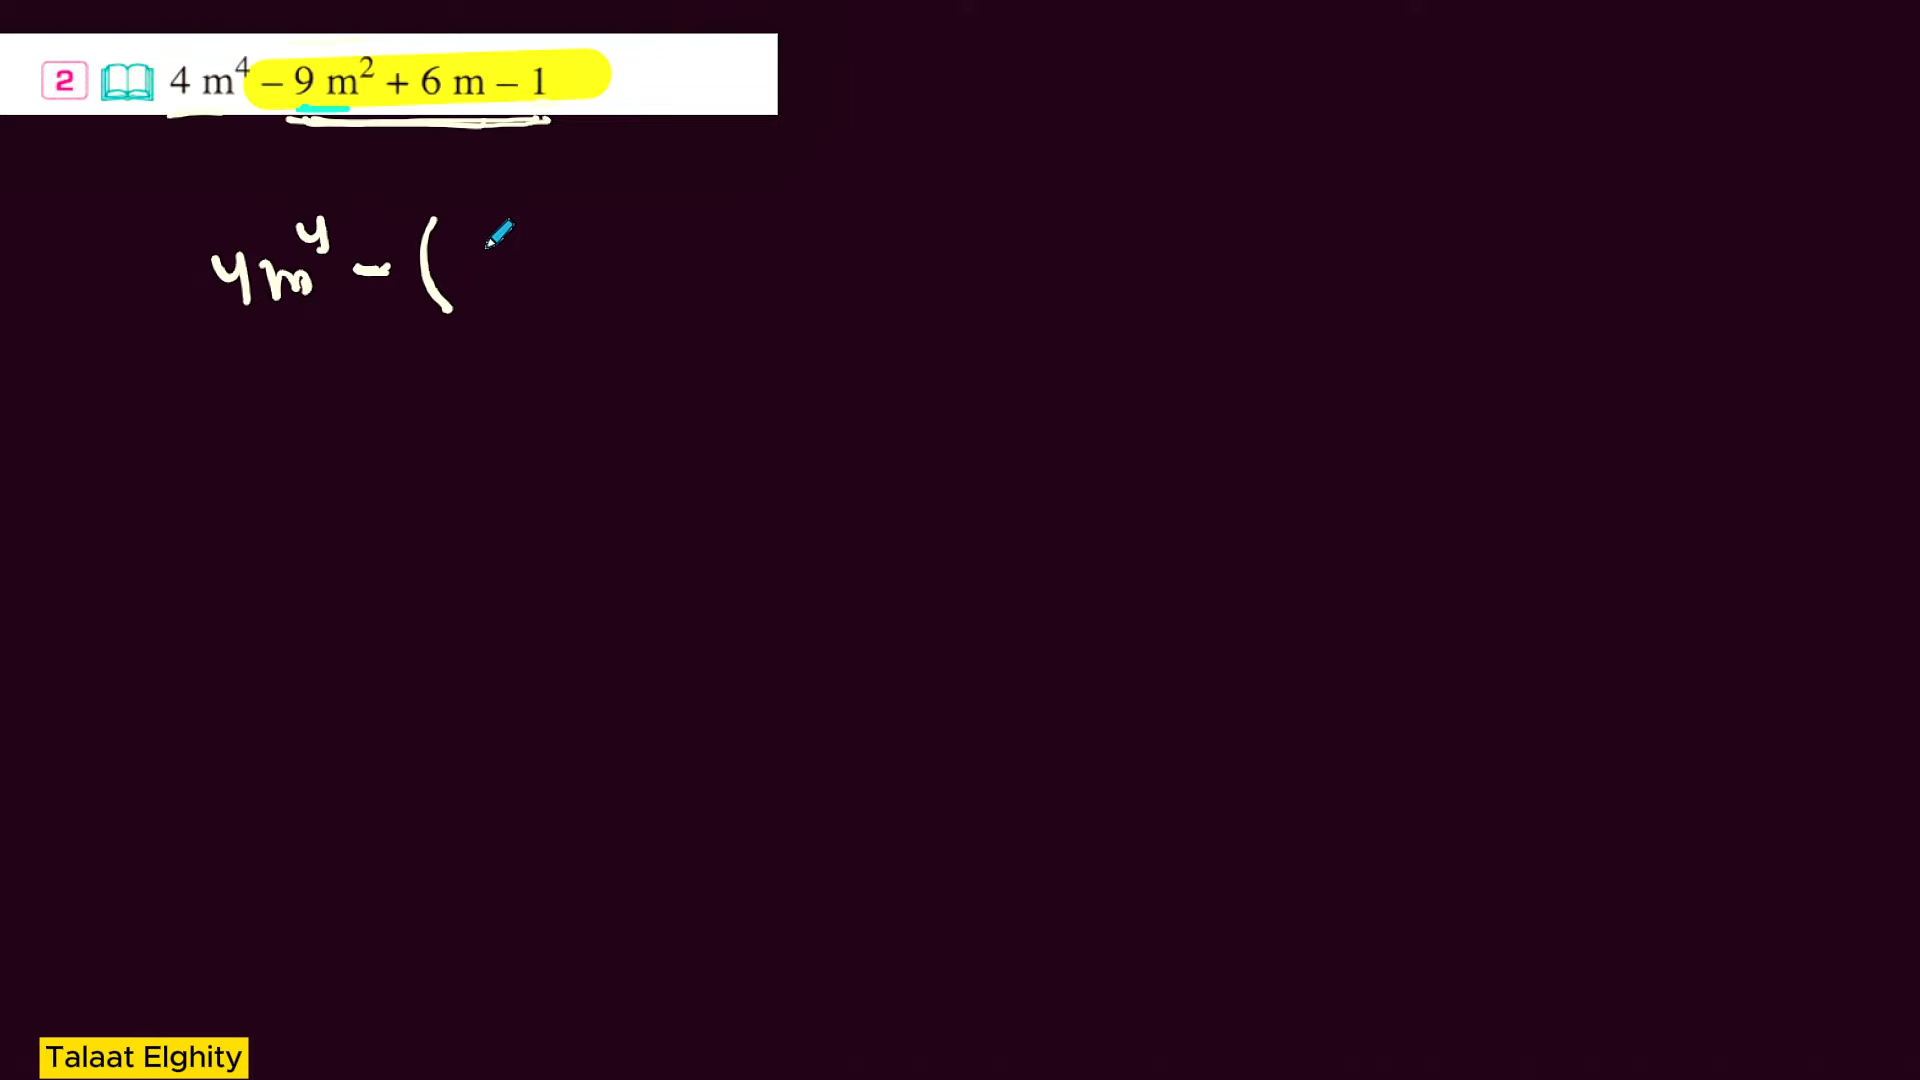 2 4 m⁴ – 9 m² + 6 m – 1
4m⁴ - (
Talaat Elghity